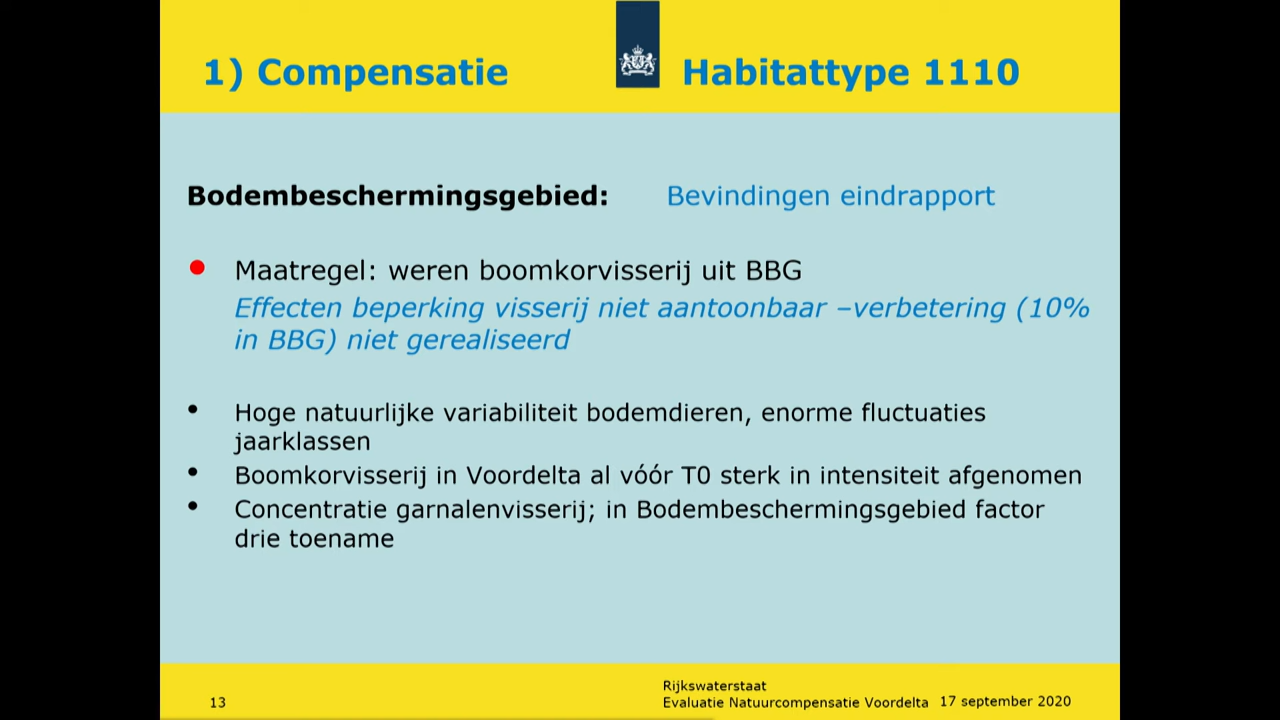 1) Compensatie Habitattype 1110
Bodembeschermingsgebied: Bevindingen eindrapport
• Maatregel: weren boomkorvisserij uit BBG
Effecten beperking visserij niet aantoonbaar –verbetering (10%
in BBG) niet gerealiseerd
• Hoge natuurlijke variabiliteit bodemdieren, enorme fluctuaties
jaarklassen
• Boomkorvisserij in Voordelta al vóór T0 sterk in intensiteit afgenomen
• Concentratie garnalenvisserij; in Bodembeschermingsgebied factor
drie toename
13
Rijkswaterstaat
Evaluatie Natuurcompensatie Voordelta 17 september 2020